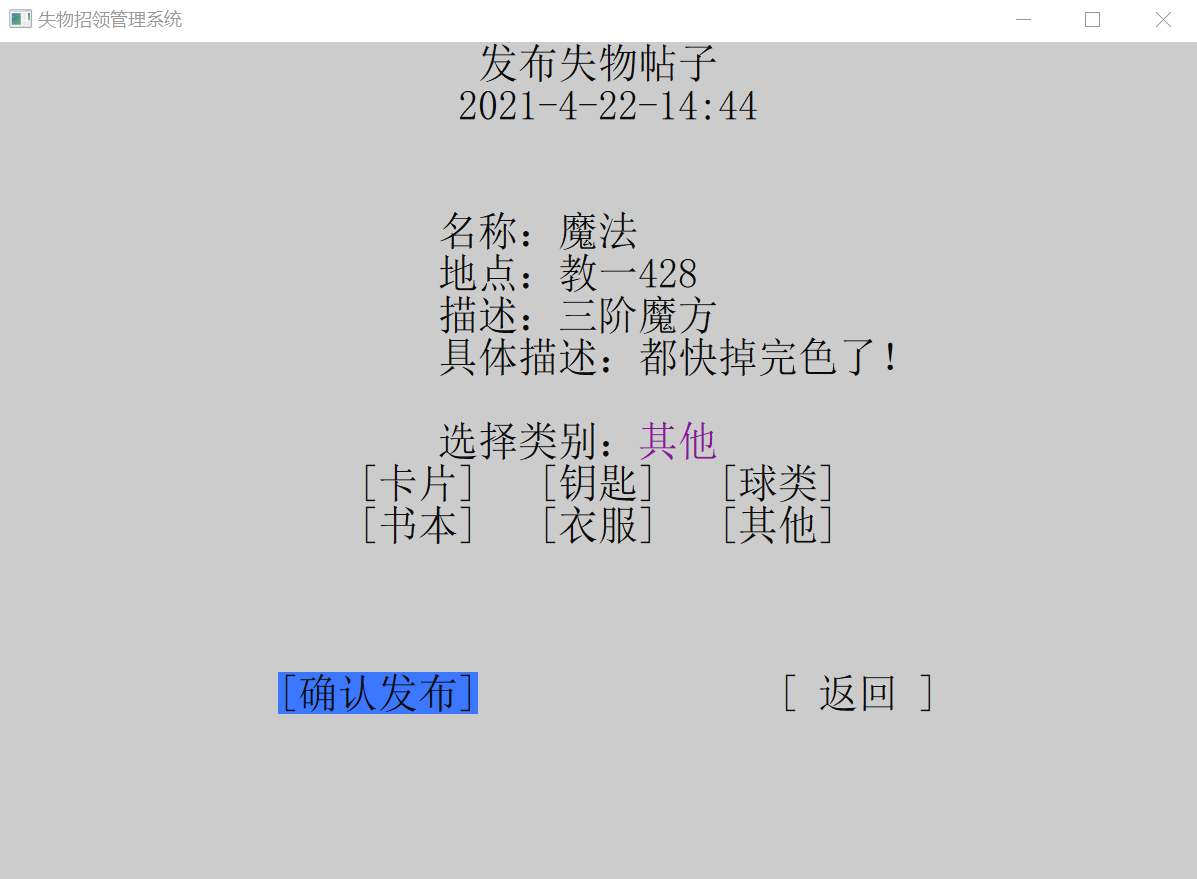 失物招领管理系统
发布失物帖子
2021-4-22-14:44
名称：魔法
地点：教一428
描述：三阶魔方
具体描述：都快掉完色了！
选择类别：其他
[卡片] [钥匙] [球类]
[书本] [衣服] [其他]
[确认发布] [ 返回 ]